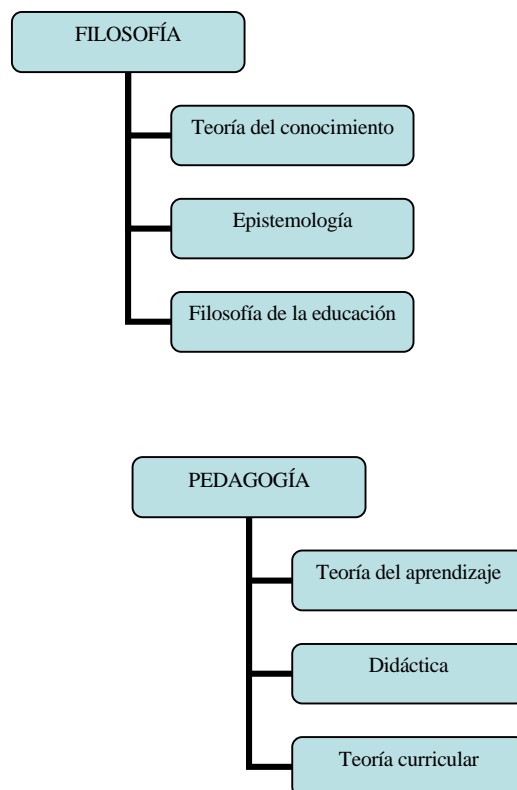 FILOSOFÍA
Teoría del conocimiento
Epistemología
Filosofía de la educación
PEDAGOGÍA
Teoría del aprendizaje
Didáctica
Teoría curricular